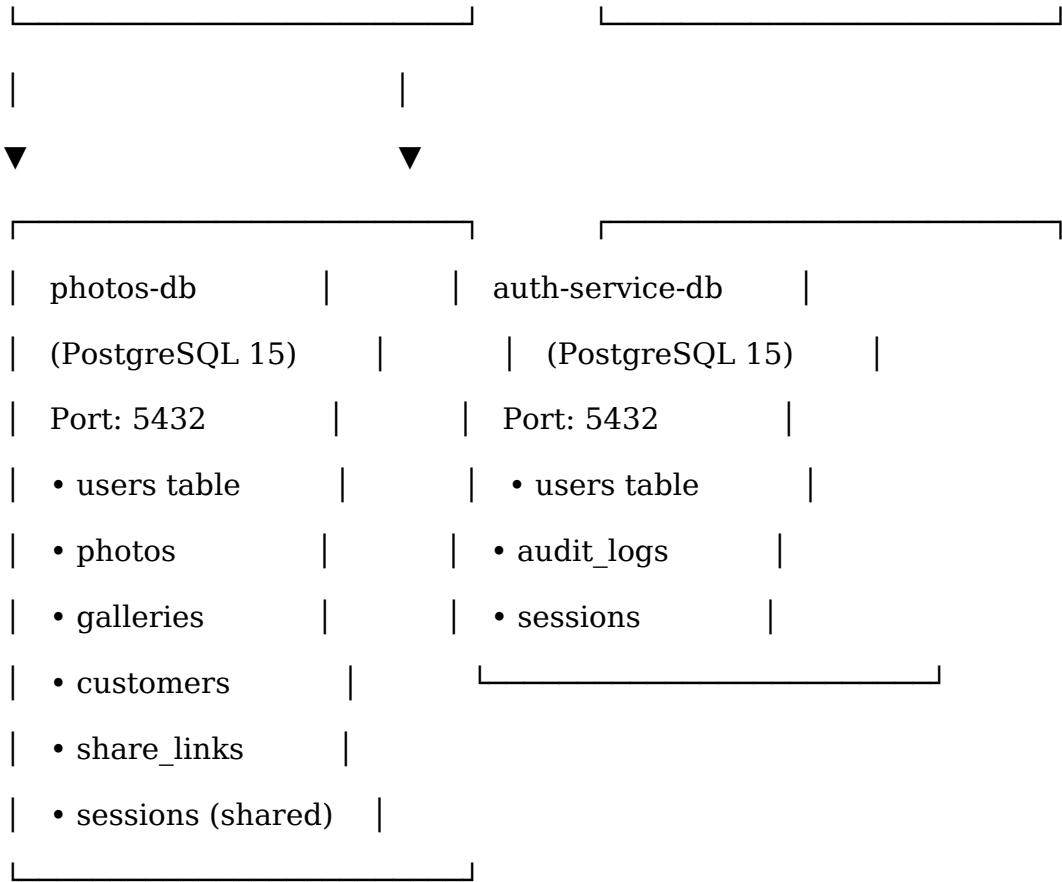 └─────────────────────────┘ └─────────────────────────┘
│ │
▼ ▼
┌─────────────────────────┐ ┌─────────────────────────┐
│ photos-db │ │ auth-service-db │
│ (PostgreSQL 15) │ │ (PostgreSQL 15) │
│ Port: 5432 │ │ Port: 5432 │
│ • users table │ │ • users table │
│ • photos │ │ • audit_logs │
│ • galleries │ │ • sessions │
│ • customers │ └─────────────────────────┘
│ • share_links │
│ • sessions (shared) │
└─────────────────────────┘